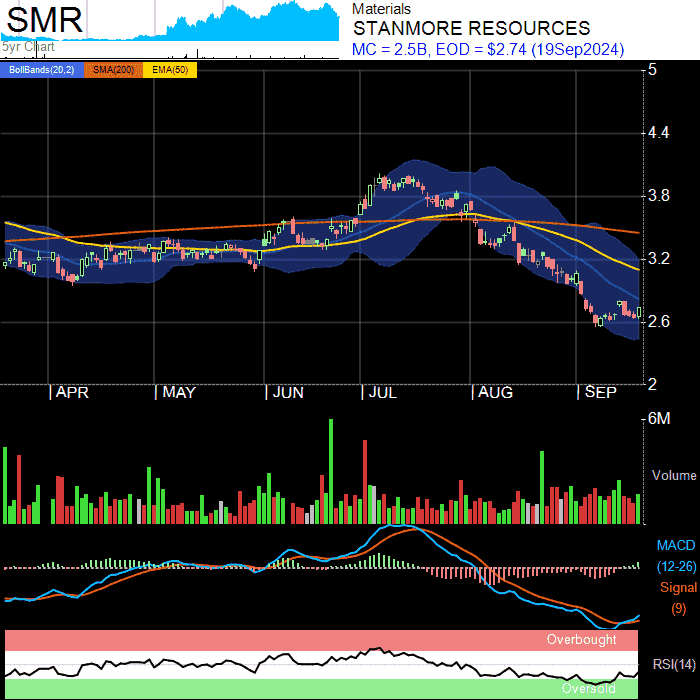 SMR
5yr Chart
Materials
STANMORE RESOURCES
MC = 2.5B, EOD = $2.74 (19Sep2024)
BollBands(20,2) SMA(200) EMA(50)
5
4.4
3.8
3.2
2.6
2
APR MAY JUN JUL AUG SEP
6M
Volume
MACD
(12-26)
Signal
(9)
Overbought
RSI(14)
Oversold